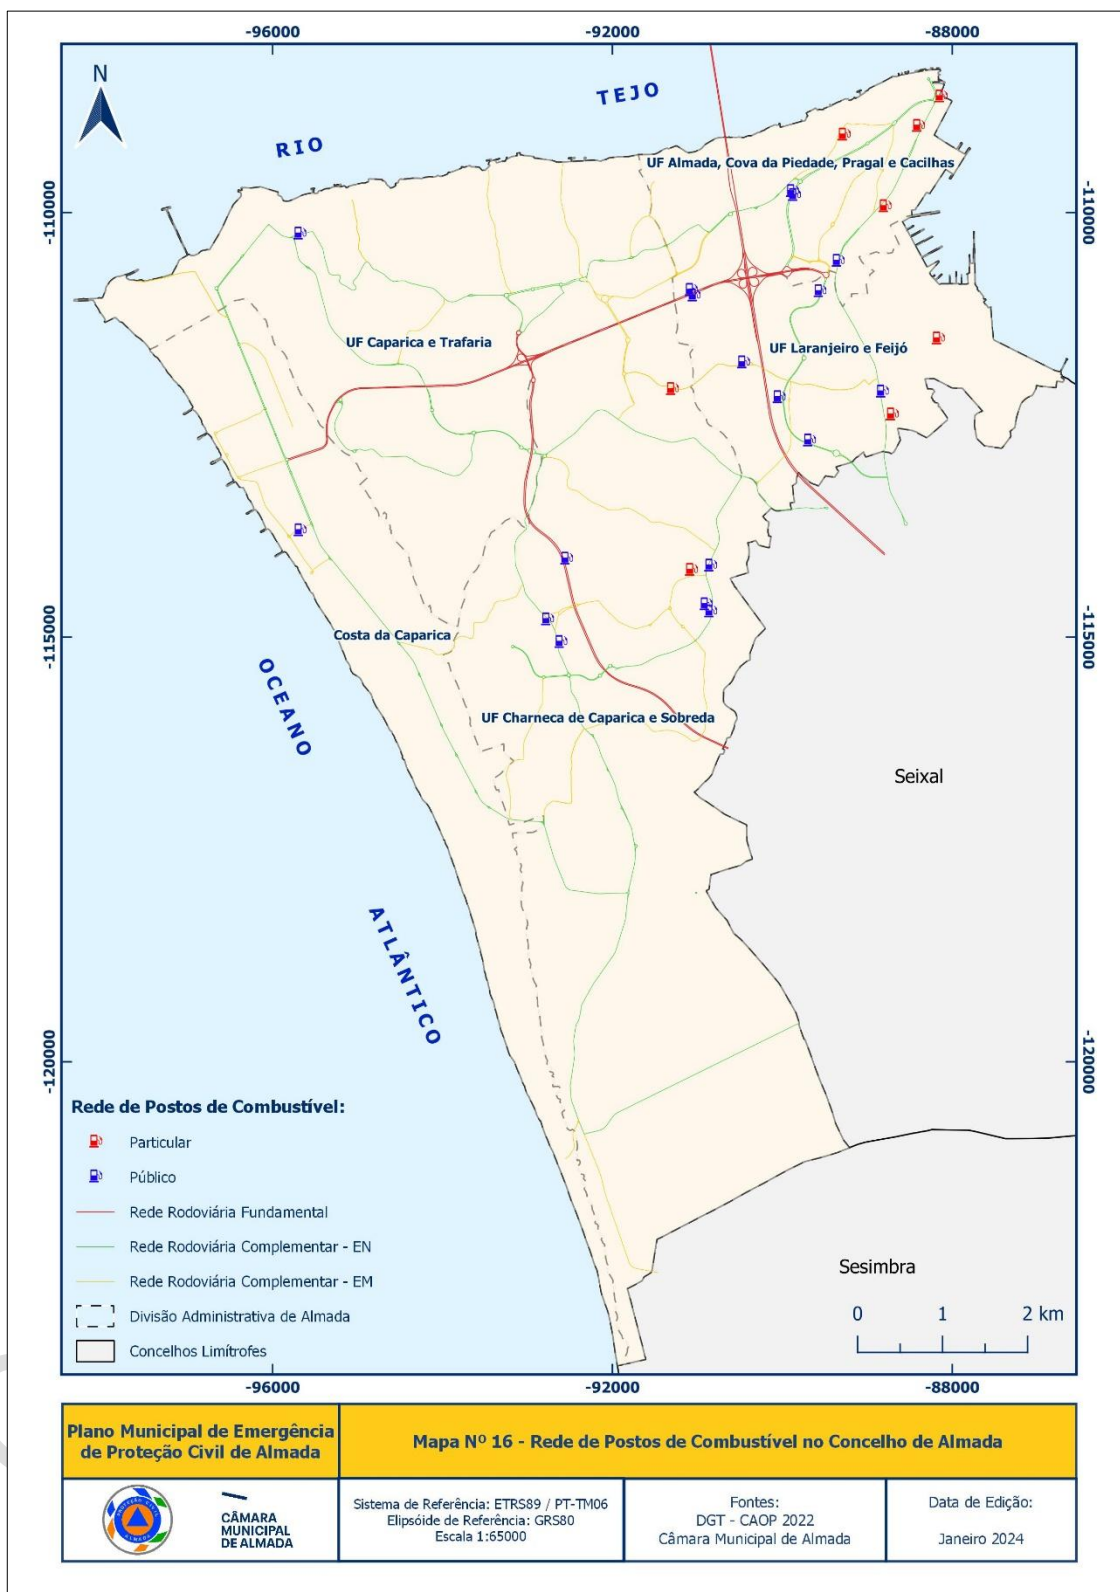 -96000
-92000
-88000
N
RIO
TEJO
UF Almada, Cova da Piedade, Pragal e Cacilhas
-110000
-110000
UF Caparica e Trafaria
UF Laranjeiro e Feijó
-115000
-115000
Costa da Caparica
OCEANO
UF Charneca de Caparica e Sobreda
Seixal
ATLÂNTICO
-120000
-120000
Rede de Postos de Combustível:
Particular
Público
Rede Rodoviária Fundamental
Rede Rodoviária Complementar - EN
Rede Rodoviária Complementar - EM
Divisão Administrativa de Almada
Concelhos Limítrofes
Sesimbra
0 1 2 km
-96000
-92000
-88000
Plano Municipal de Emergência
de Proteção Civil de Almada
Mapa Nº 16 - Rede de Postos de Combustível no Concelho de Almada
PROTEÇÃO CIVIL
ALMADA
CÂMARA
MUNICIPAL
DE ALMADA
Sistema de Referência: ETRS89 / PT-TM06
Elipsóide de Referência: GRS80
Escala 1:65000
Fontes:
DGT - CAOP 2022
Câmara Municipal de Almada
Data de Edição:
Janeiro 2024